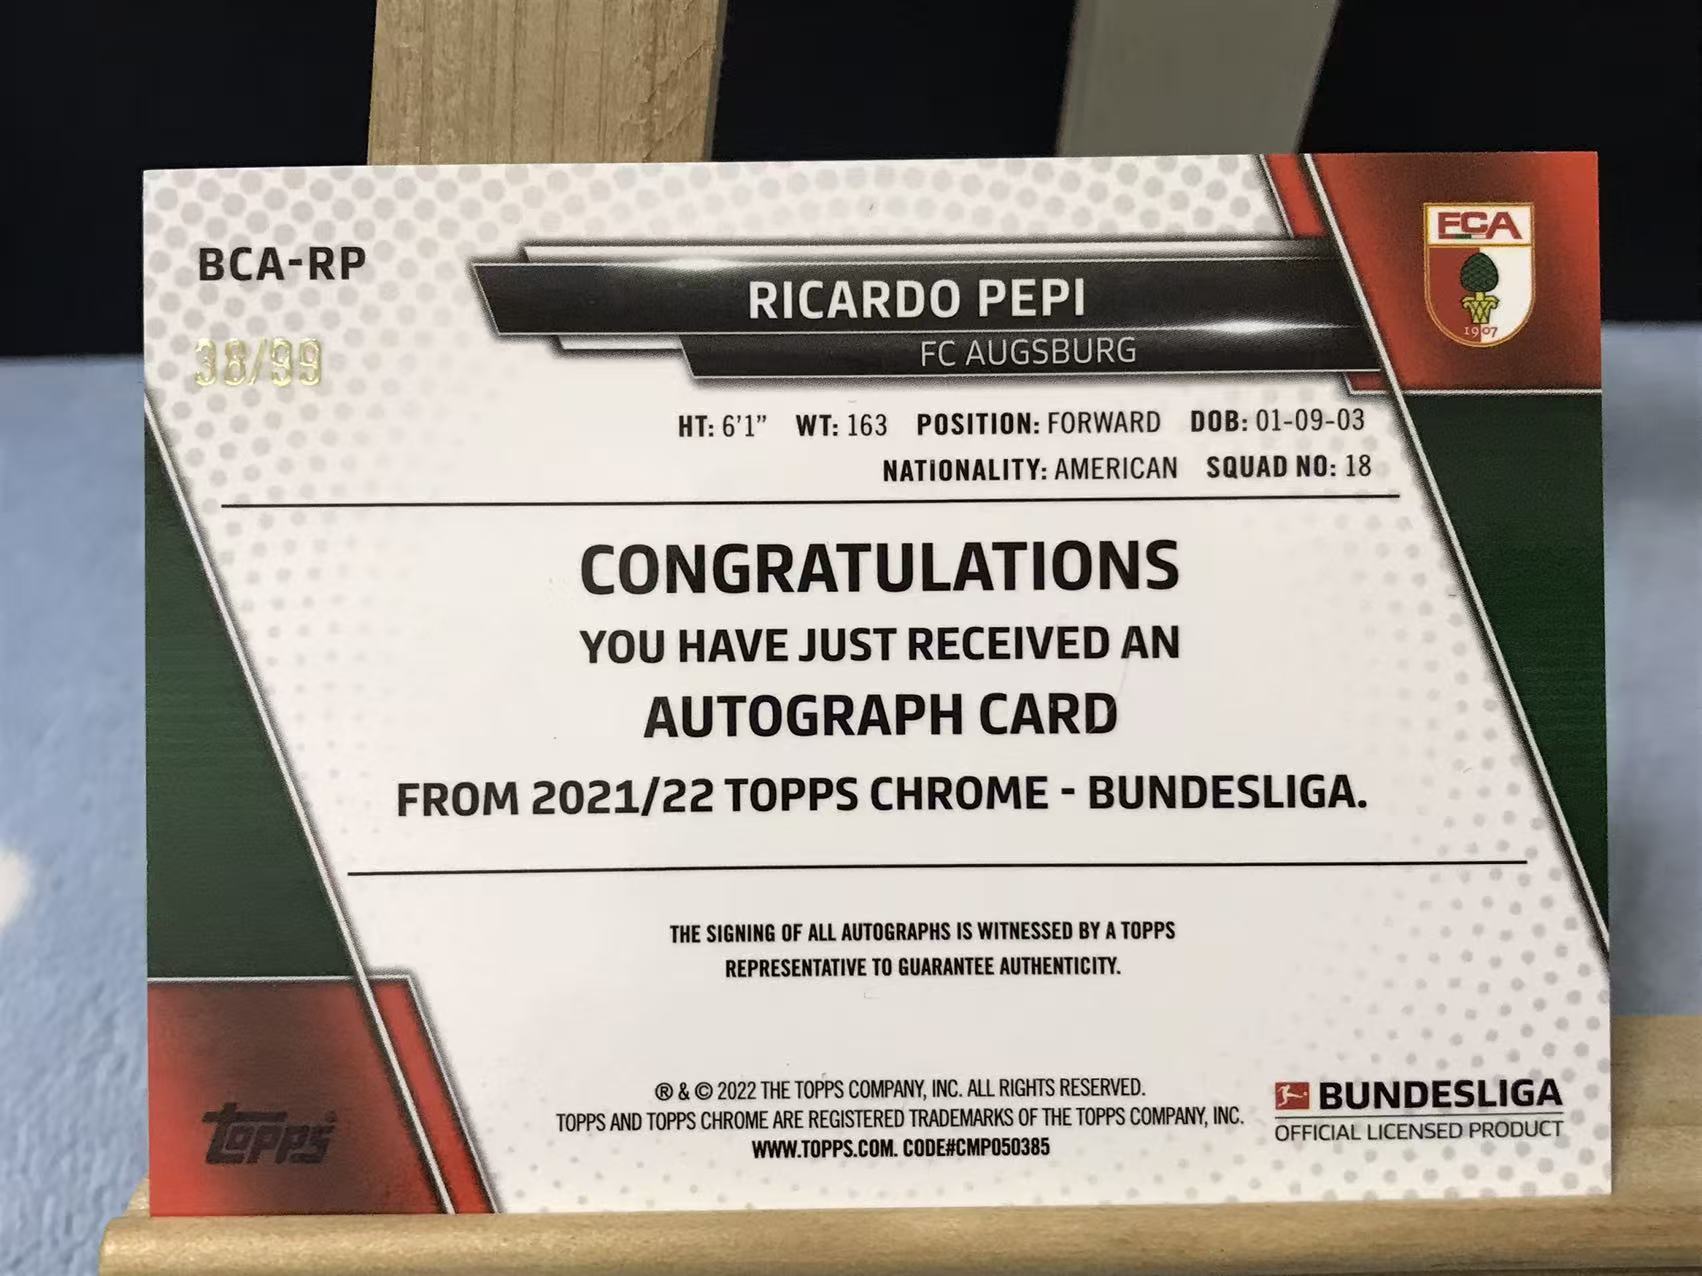 BCA-RP
38/99
RICARDO PEPI
FC AUGSBURG
FCA
1907
HT: 6'1” WT: 163 POSITION: FORWARD DOB: 01-09-03
NATIONALITY: AMERICAN SQUAD NO: 18
CONGRATULATIONS
YOU HAVE JUST RECEIVED AN
AUTOGRAPH CARD
FROM 2021/22 TOPPS CHROME - BUNDESLIGA.
THE SIGNING OF ALL AUTOGRAPHS IS WITNESSED BY A TOPPS
REPRESENTATIVE TO GUARANTEE AUTHENTICITY.
® & © 2022 THE TOPPS COMPANY, INC. ALL RIGHTS RESERVED.
TOPPS AND TOPPS CHROME ARE REGISTERED TRADEMARKS OF THE TOPPS COMPANY, INC.
WWW.TOPPS.COM. CODE#CMP050385
topps®
BUNDESLIGA
OFFICIAL LICENSED PRODUCT